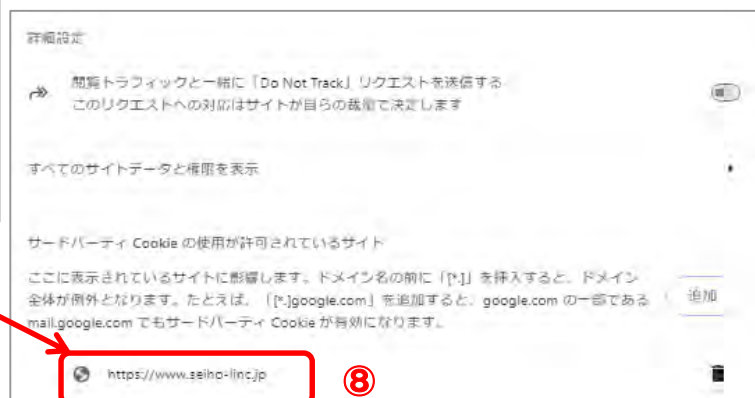 詳細設定
閲覧トラフィックと一緒に「Do Not Track」リクエストを送信する
このリクエストへの対応はサイトが自らの裁量で決定します
すべてのサイトデータと権限を表示
サードパーティ Cookie の使用が許可されているサイト
ここに表示されているサイトに影響します。ドメイン名の前に「[*.]」を挿入すると、ドメイン
全体が例外となります。たとえば、「[*.]google.com」を追加すると、google.com の一部である
mail.google.com でもサードパーティ Cookie が有効になります。
追加
https://www.seiho-linc.jp
⑧